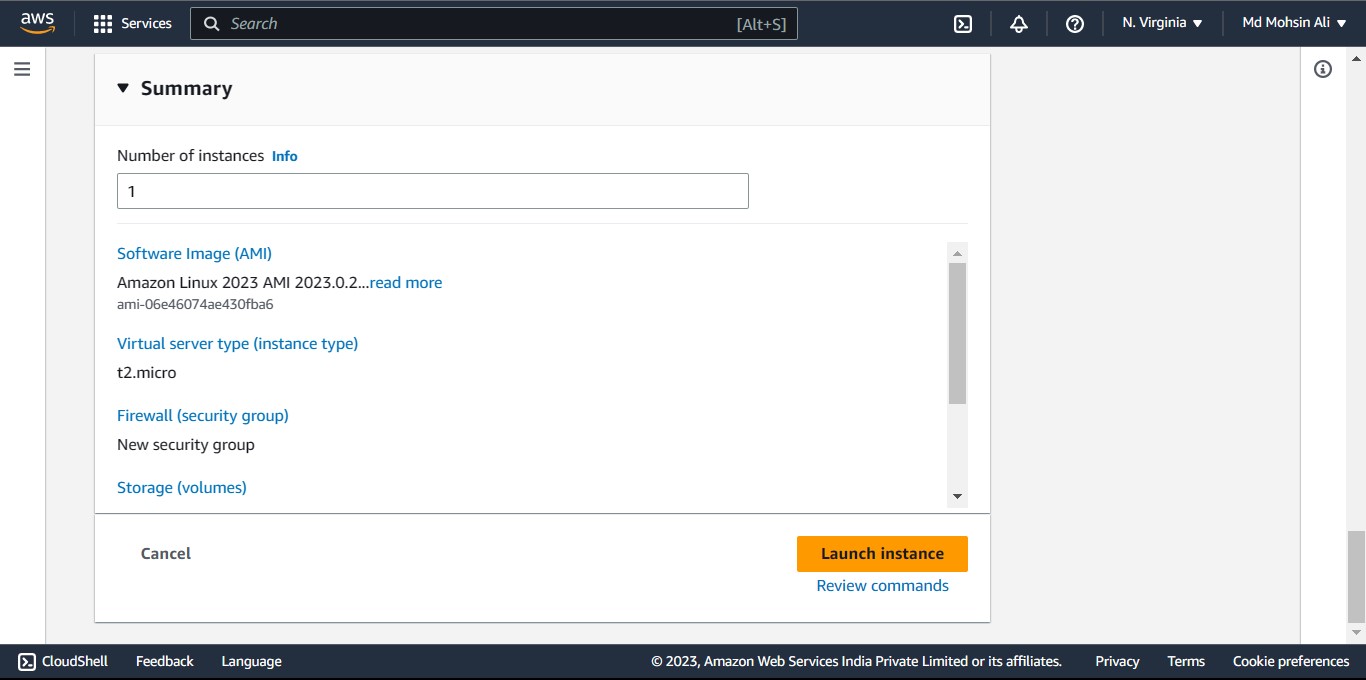 aws Services Search [Alt+S] N. Virginia Md Mohsin Ali
Summary
Number of instances Info
1
Software Image (AMI)
Amazon Linux 2023 AMI 2023.0.2...read more
ami-06e46074ae430fba6
Virtual server type (instance type)
t2.micro
Firewall (security group)
New security group
Storage (volumes)
Cancel Launch instance
Review commands
CloudShell Feedback Language © 2023, Amazon Web Services India Private Limited or its affiliates. Privacy Terms Cookie preferences